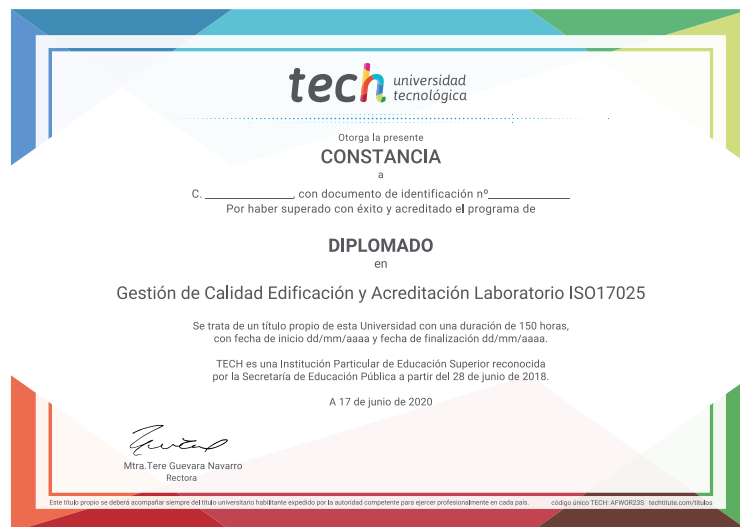 tech universidad
tecnológica
Otorga la presente
CONSTANCIA
a
C. ________________, con documento de identificación nº______________
Por haber superado con éxito y acreditado el programa de
DIPLOMADO
en
Gestión de Calidad Edificación y Acreditación Laboratorio ISO17025
Se trata de un título propio de esta Universidad con una duración de 150 horas,
con fecha de inicio dd/mm/aaaa y fecha de finalización dd/mm/aaaa.
TECH es una Institución Particular de Educación Superior reconocida
por la Secretaría de Educación Pública a partir del 28 de junio de 2018.
A 17 de junio de 2020
Mtra.Tere Guevara Navarro
Rectora
Este título propio se deberá acompañar siempre del título universitario habilitante expedido por la autoridad competente para ejercer profesionalmente en cada país. código único TECH: AFWOR23S techtitute.com/titulos